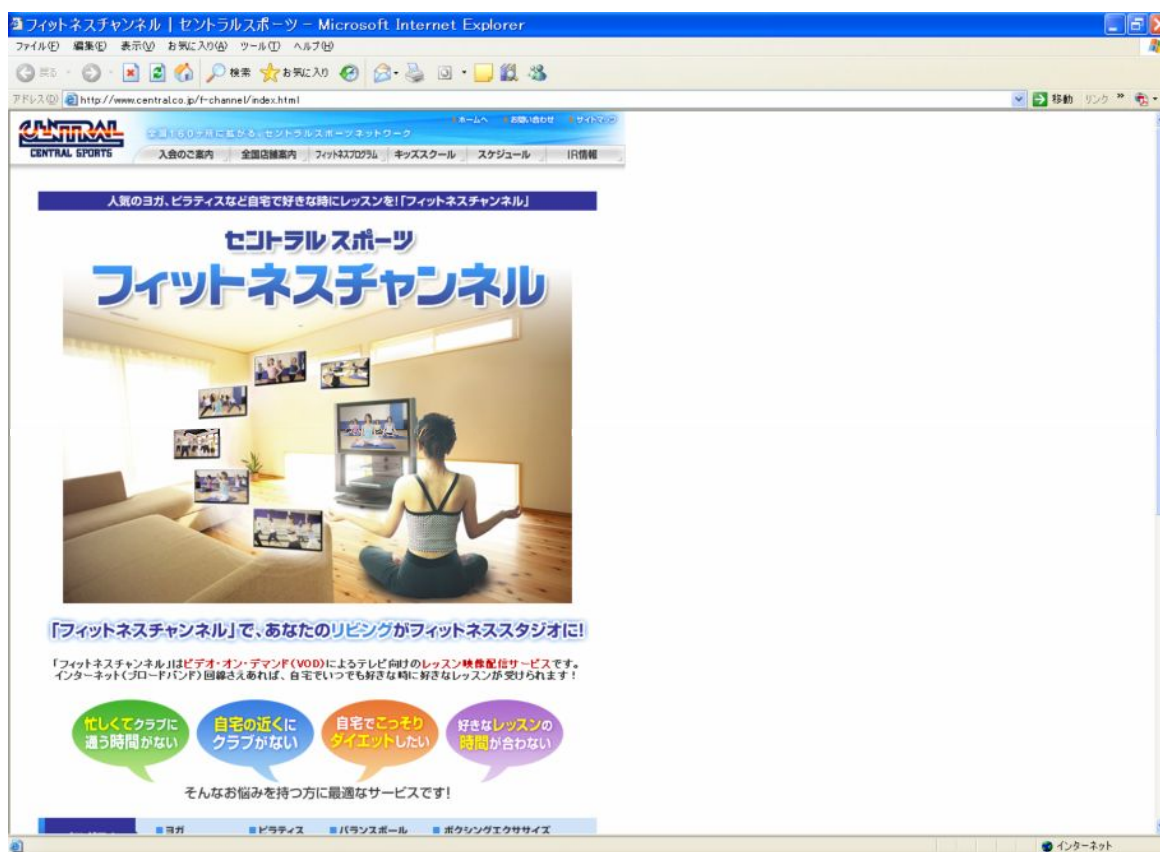 フィットネスチャンネル | セントラルスポーツ - Microsoft Internet Explorer
ファイル(F) 編集(E) 表示(V) お気に入り(A) ツール(T) ヘルプ(H)
戻る 検索 お気に入り
アドレス(D) http://www.central.co.jp/f-channel/index.html 移動 リンク »
ホームへ お問い合わせ サイトマップ
CENTRAL
全国160ヶ所に拡がる、セントラルスポーツネットワーク
CENTRAL SPORTS
入会のご案内 全国店舗案内 フィットネスプログラム キッズスクール スケジュール IR情報
人気のヨガ、ピラティスなど自宅で好きな時にレッスンを!「フィットネスチャンネル」
セントラルスポーツ
フィットネスチャンネル
「フィットネスチャンネル」で、あなたのリビングがフィットネススタジオに!
「フィットネスチャンネル」はビデオ・オン・デマンド(VOD)によるテレビ向けのレッスン映像配信サービスです。
インターネット(ブロードバンド)回線さえあれば、自宅でいつでも好きな時に好きなレッスンが受けられます!
忙しくてクラブに
通う時間がない
自宅の近くに
クラブがない
自宅でこっそり
ダイエットしたい
好きなレッスンの
時間が合わない
そんなお悩みを持つ方に最適なサービスです!
ヨガ ピラティス バランスボール ボクシングエクササイズ
インターネット